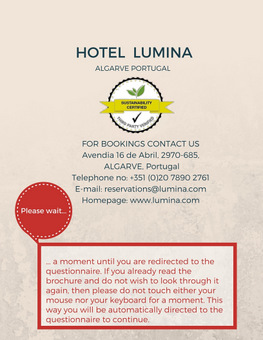 HOTEL LUMINA
ALGARVE PORTUGAL
SUSTAINABILITY
CERTIFIED
THIRD PARTY VERIFIED
FOR BOOKINGS CONTACT US
Avendia 16 de Abril, 2970-685,
ALGARVE, Portugal
Telephone no: +351 (0)20 7890 2761
E-mail: reservations@lumina.com
Homepage: www.lumina.com
Please wait...
... a moment until you are redirected to the
questionnaire. If you already read the
brochure and do not wish to look through it
again, then please do not touch either your
mouse nor your keyboard for a moment. This
way you will be automatically directed to the
questionnaire to continue.